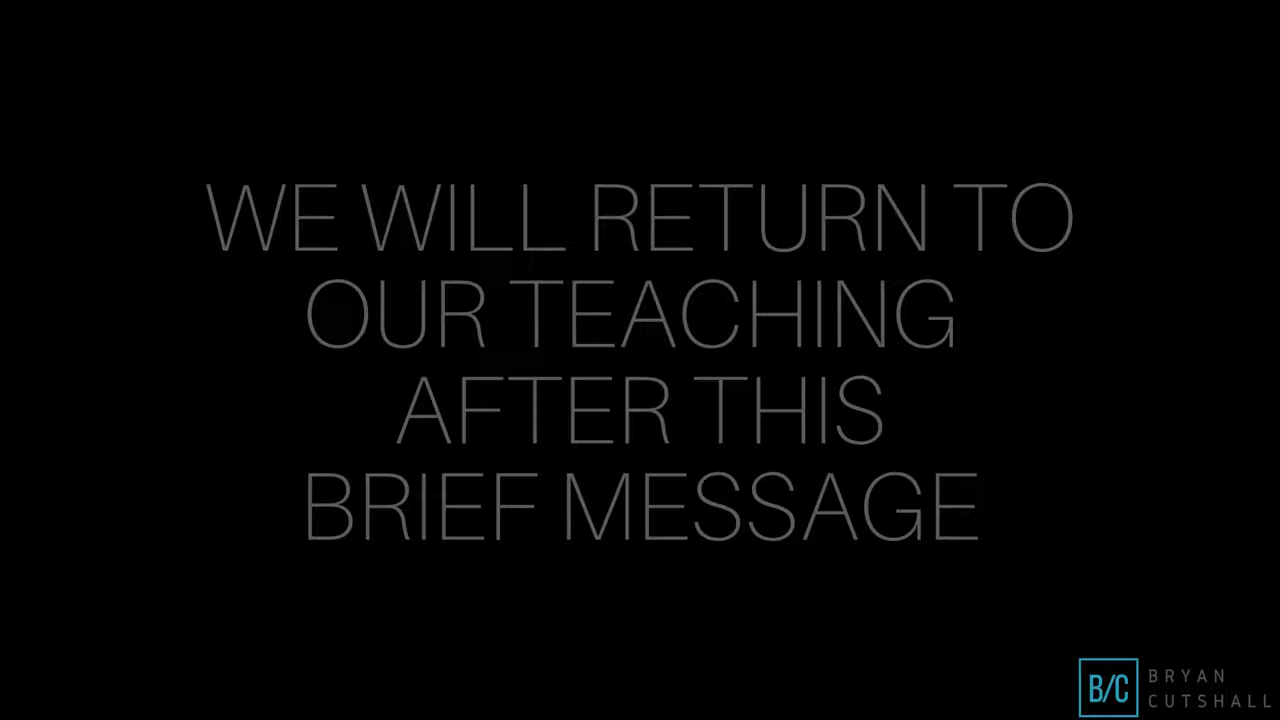 WE WILL RETURN TO
OUR TEACHING
AFTER THIS
BRIEF MESSAGE
B/C
BRYAN
CUTSHALL